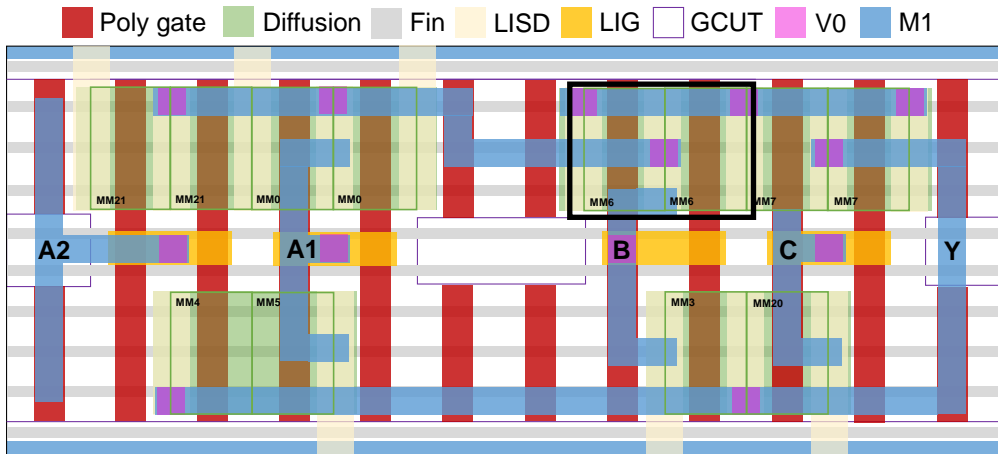 Poly gate Diffusion Fin LISD LIG GCUT V0 M1
MM21 MM21 MM0 MM0 MM6 MM6 MM7 MM7
A2 A1 B C Y
MM4 MM5 MM3 MM20